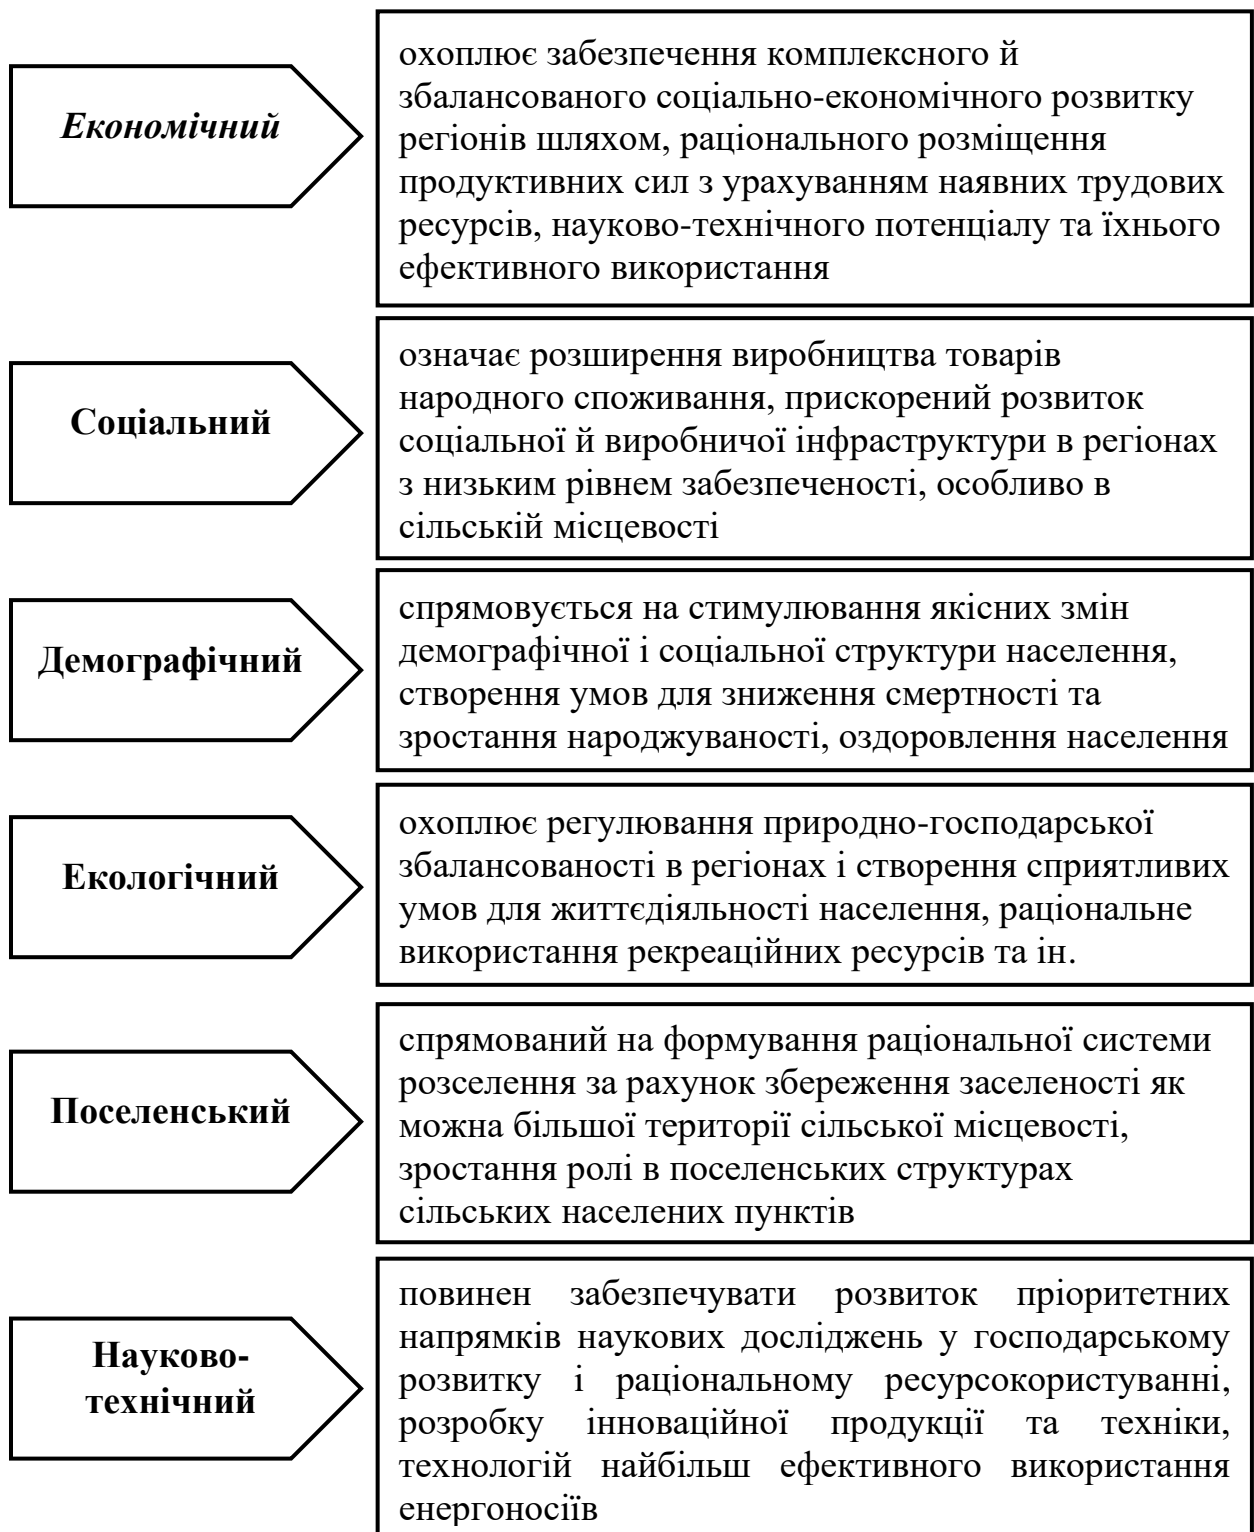 Економічний
охоплює забезпечення комплексного й
збалансованого соціально-економічного розвитку
регіонів шляхом, раціонального розміщення
продуктивних сил з урахуванням наявних трудових
ресурсів, науково-технічного потенціалу та їхнього
ефективного використання
Соціальний
означає розширення виробництва товарів
народного споживання, прискорений розвиток
соціальної й виробничої інфраструктури в регіонах
з низьким рівнем забезпеченості, особливо в
сільській місцевості
Демографічний
спрямовується на стимулювання якісних змін
демографічної і соціальної структури населення,
створення умов для зниження смертності та
зростання народжуваності, оздоровлення населення
Екологічний
охоплює регулювання природно-господарської
збалансованості в регіонах і створення сприятливих
умов для життєдіяльності населення, раціональне
використання рекреаційних ресурсів та ін.
Поселенський
спрямований на формування раціональної системи
розселення за рахунок збереження заселеності як
можна більшої території сільської місцевості,
зростання ролі в поселенських структурах
сільських населених пунктів
Науково-
технічний
повинен забезпечувати розвиток пріоритетних
напрямків наукових досліджень у господарському
розвитку і раціональному ресурсокористуванні,
розробку інноваційної продукції та техніки,
технологій найбільш ефективного використання
енергоносіїв